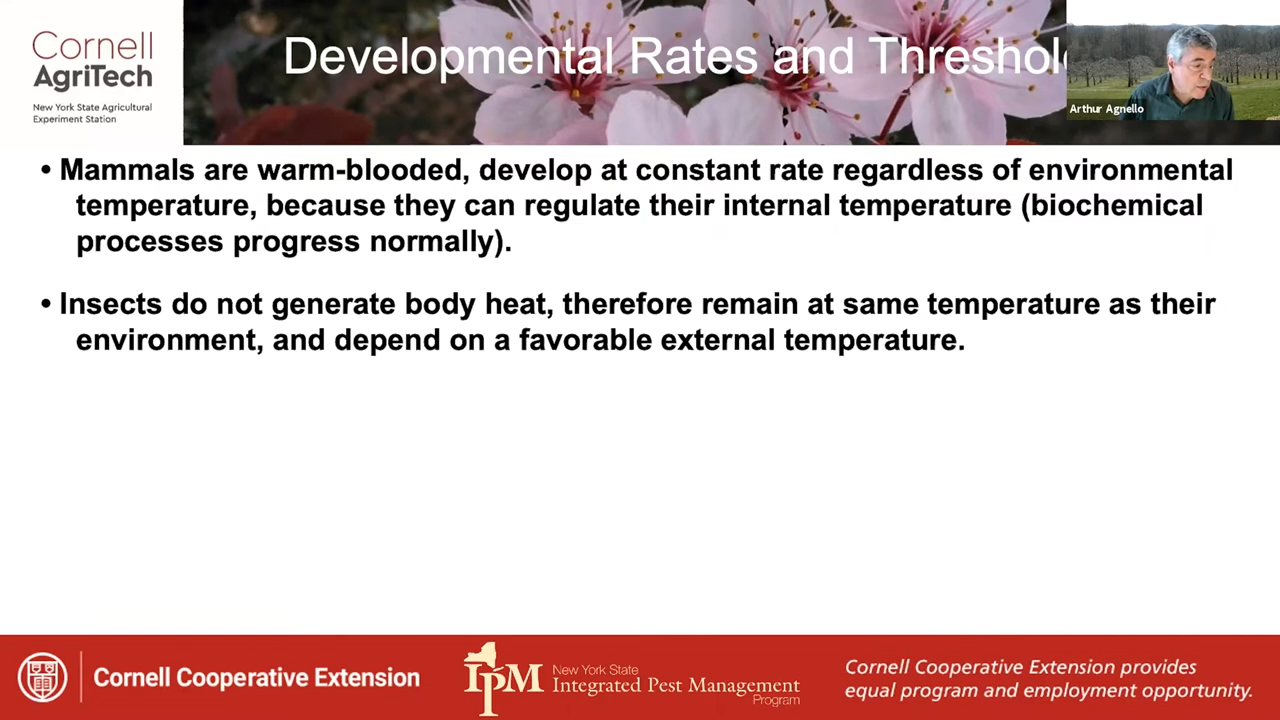 Cornell
AgriTech
New York State Agricultural
Experiment Station
Developmental Rates and Threshol
Arthur Agnello
• Mammals are warm-blooded, develop at constant rate regardless of environmental
temperature, because they can regulate their internal temperature (biochemical
processes progress normally).
• Insects do not generate body heat, therefore remain at same temperature as their
environment, and depend on a favorable external temperature.
Cornell Cooperative Extension
IPM
New York State
Integrated Pest Management
Program
Cornell Cooperative Extension provides
equal program and employment opportunity.